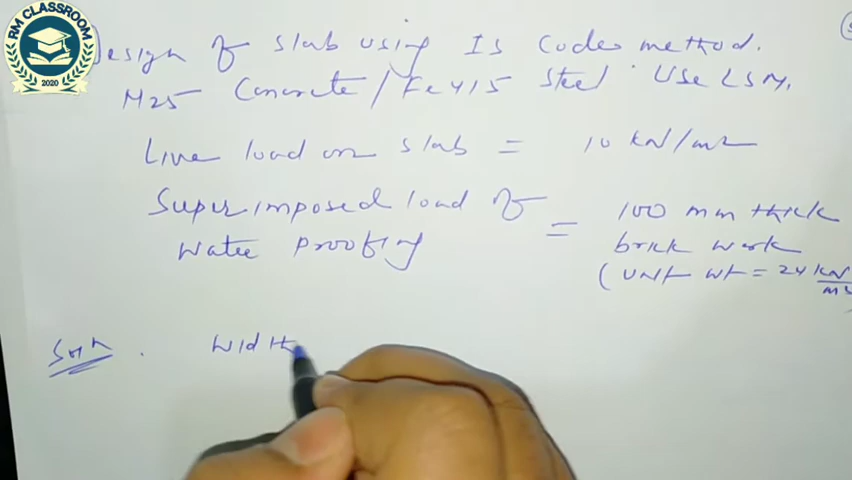 RM CLASSROOM
2020
Design of slab using Is Codes method.
M25 Concrete / Fe415 Steel. Use LSM.
Live load on slab = 10 kN/m2
Superimposed load of Water Proofing = 100 mm thick brick work
(Unit wt = 24 kN/m3
Soln. Width